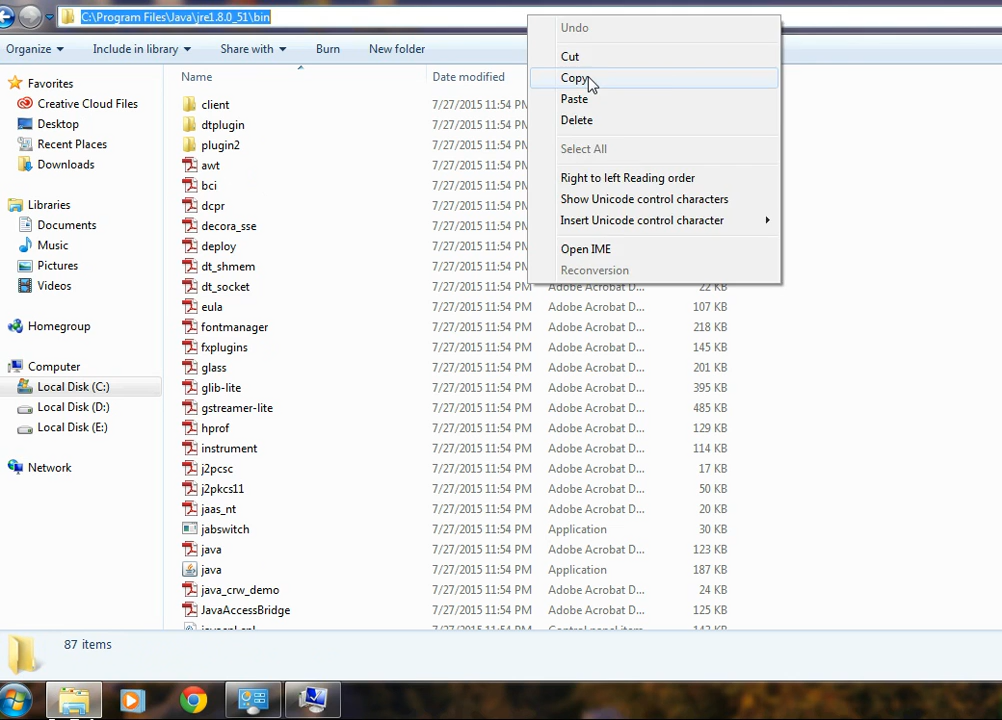 C:\Program Files\Java\jre1.8.0_51\bin
Organize
Include in library
Share with
Burn
New folder
Undo
Cut
Copy
Paste
Delete
Select All
Right to left Reading order
Show Unicode control characters
Insert Unicode control character
Open IME
Reconversion
Favorites
Creative Cloud Files
Desktop
Recent Places
Downloads
Libraries
Documents
Music
Pictures
Videos
Homegroup
Computer
Local Disk (C:)
Local Disk (D:)
Local Disk (E:)
Network
Name Date modified
client 7/27/2015 11:54 PM
dtplugin 7/27/2015 11:54 PM
plugin2 7/27/2015 11:54 PM
awt 7/27/2015 11:54 PM
bci 7/27/2015 11:54 PM
dcpr 7/27/2015 11:54 PM
decora_sse 7/27/2015 11:54 PM
deploy 7/27/2015 11:54 PM
dt_shmem 7/27/2015 11:54 PM
dt_socket 7/27/2015 11:54 PM Adobe Acrobat D... 22 KB
eula 7/27/2015 11:54 PM Adobe Acrobat D... 107 KB
fontmanager 7/27/2015 11:54 PM Adobe Acrobat D... 218 KB
fxplugins 7/27/2015 11:54 PM Adobe Acrobat D... 145 KB
glass 7/27/2015 11:54 PM Adobe Acrobat D... 201 KB
glib-lite 7/27/2015 11:54 PM Adobe Acrobat D... 395 KB
gstreamer-lite 7/27/2015 11:54 PM Adobe Acrobat D... 485 KB
hprof 7/27/2015 11:54 PM Adobe Acrobat D... 129 KB
instrument 7/27/2015 11:54 PM Adobe Acrobat D... 114 KB
j2pcsc 7/27/2015 11:54 PM Adobe Acrobat D... 17 KB
j2pkcs11 7/27/2015 11:54 PM Adobe Acrobat D... 50 KB
jaas_nt 7/27/2015 11:54 PM Adobe Acrobat D... 20 KB
jabswitch 7/27/2015 11:54 PM Application 30 KB
java 7/27/2015 11:54 PM Adobe Acrobat D... 123 KB
java 7/27/2015 11:54 PM Application 187 KB
java_crw_demo 7/27/2015 11:54 PM Adobe Acrobat D... 24 KB
JavaAccessBridge 7/27/2015 11:54 PM Adobe Acrobat D... 125 KB
87 items